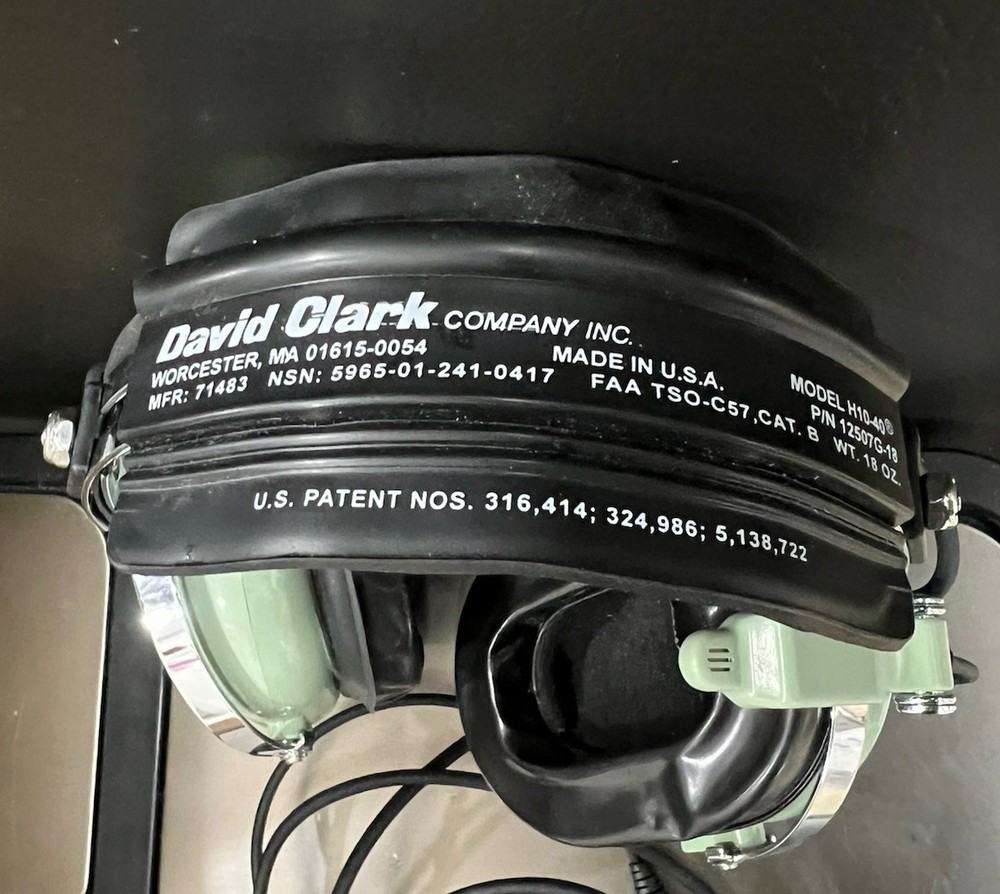 David Clark COMPANY INC.
WORCESTER, MA 01615-0054
MADE IN U.S.A.
MFR: 71483 NSN: 5965-01-241-0417 FAA TSO-C57,CAT. B WT. 18 OZ.
MODEL H10-40®
P/N 12507G-18
U.S. PATENT NOS. 316,414; 324,986; 5,138,722